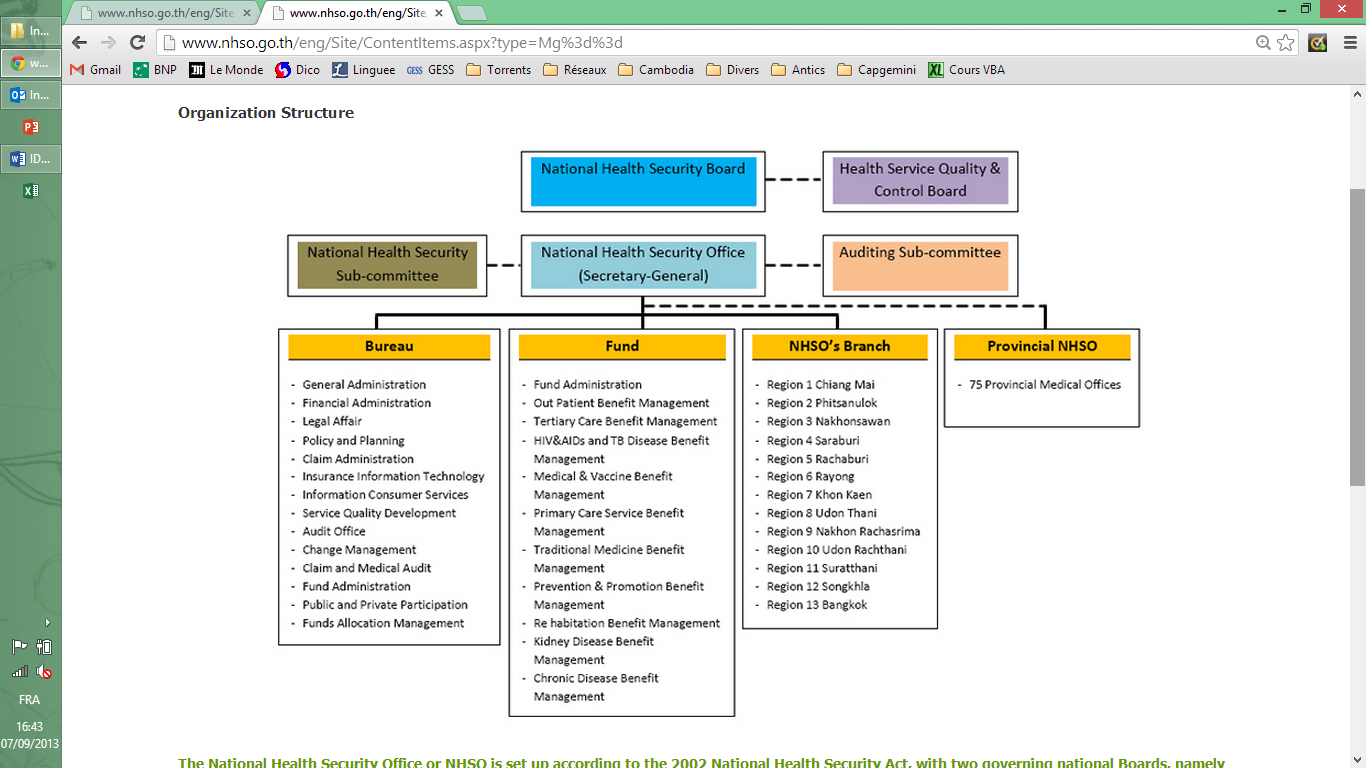 In...
w...
In...
ID...
FRA
16:43
07/09/2013
www.nhso.go.th/eng/Site
www.nhso.go.th/eng/Site
www.nhso.go.th/eng/Site/ContentItems.aspx?type=Mg%3d%3d
Gmail BNP Le Monde Dico Linguee GESS GESS Torrents Réseaux Cambodia Divers Antics Capgemini XL Cours VBA
Organization Structure
National Health Security Board
Health Service Quality &
Control Board
National Health Security
Sub-committee
National Health Security Office
(Secretary-General)
Auditing Sub-committee
Bureau
- General Administration
- Financial Administration
- Legal Affair
- Policy and Planning
- Claim Administration
- Insurance Information Technology
- Information Consumer Services
- Service Quality Development
- Audit Office
- Change Management
- Claim and Medical Audit
- Fund Administration
- Public and Private Participation
- Funds Allocation Management
Fund
- Fund Administration
- Out Patient Benefit Management
- Tertiary Care Benefit Management
- HIV&AIDs and TB Disease Benefit
Management
- Medical & Vaccine Benefit
Management
- Primary Care Service Benefit
Management
- Traditional Medicine Benefit
Management
- Prevention & Promotion Benefit
Management
- Re habitation Benefit Management
- Kidney Disease Benefit
Management
- Chronic Disease Benefit
Management
NHSO's Branch
- Region 1 Chiang Mai
- Region 2 Phitsanulok
- Region 3 Nakhonsawan
- Region 4 Saraburi
- Region 5 Rachaburi
- Region 6 Rayong
- Region 7 Khon Kaen
- Region 8 Udon Thani
- Region 9 Nakhon Rachasrima
- Region 10 Udon Rachthani
- Region 11 Suratthani
- Region 12 Songkhla
- Region 13 Bangkok
Provincial NHSO
- 75 Provincial Medical Offices
The National Health Security Office or NHSO is set up according to the 2002 National Health Security Act, with two governing national Boards, namely